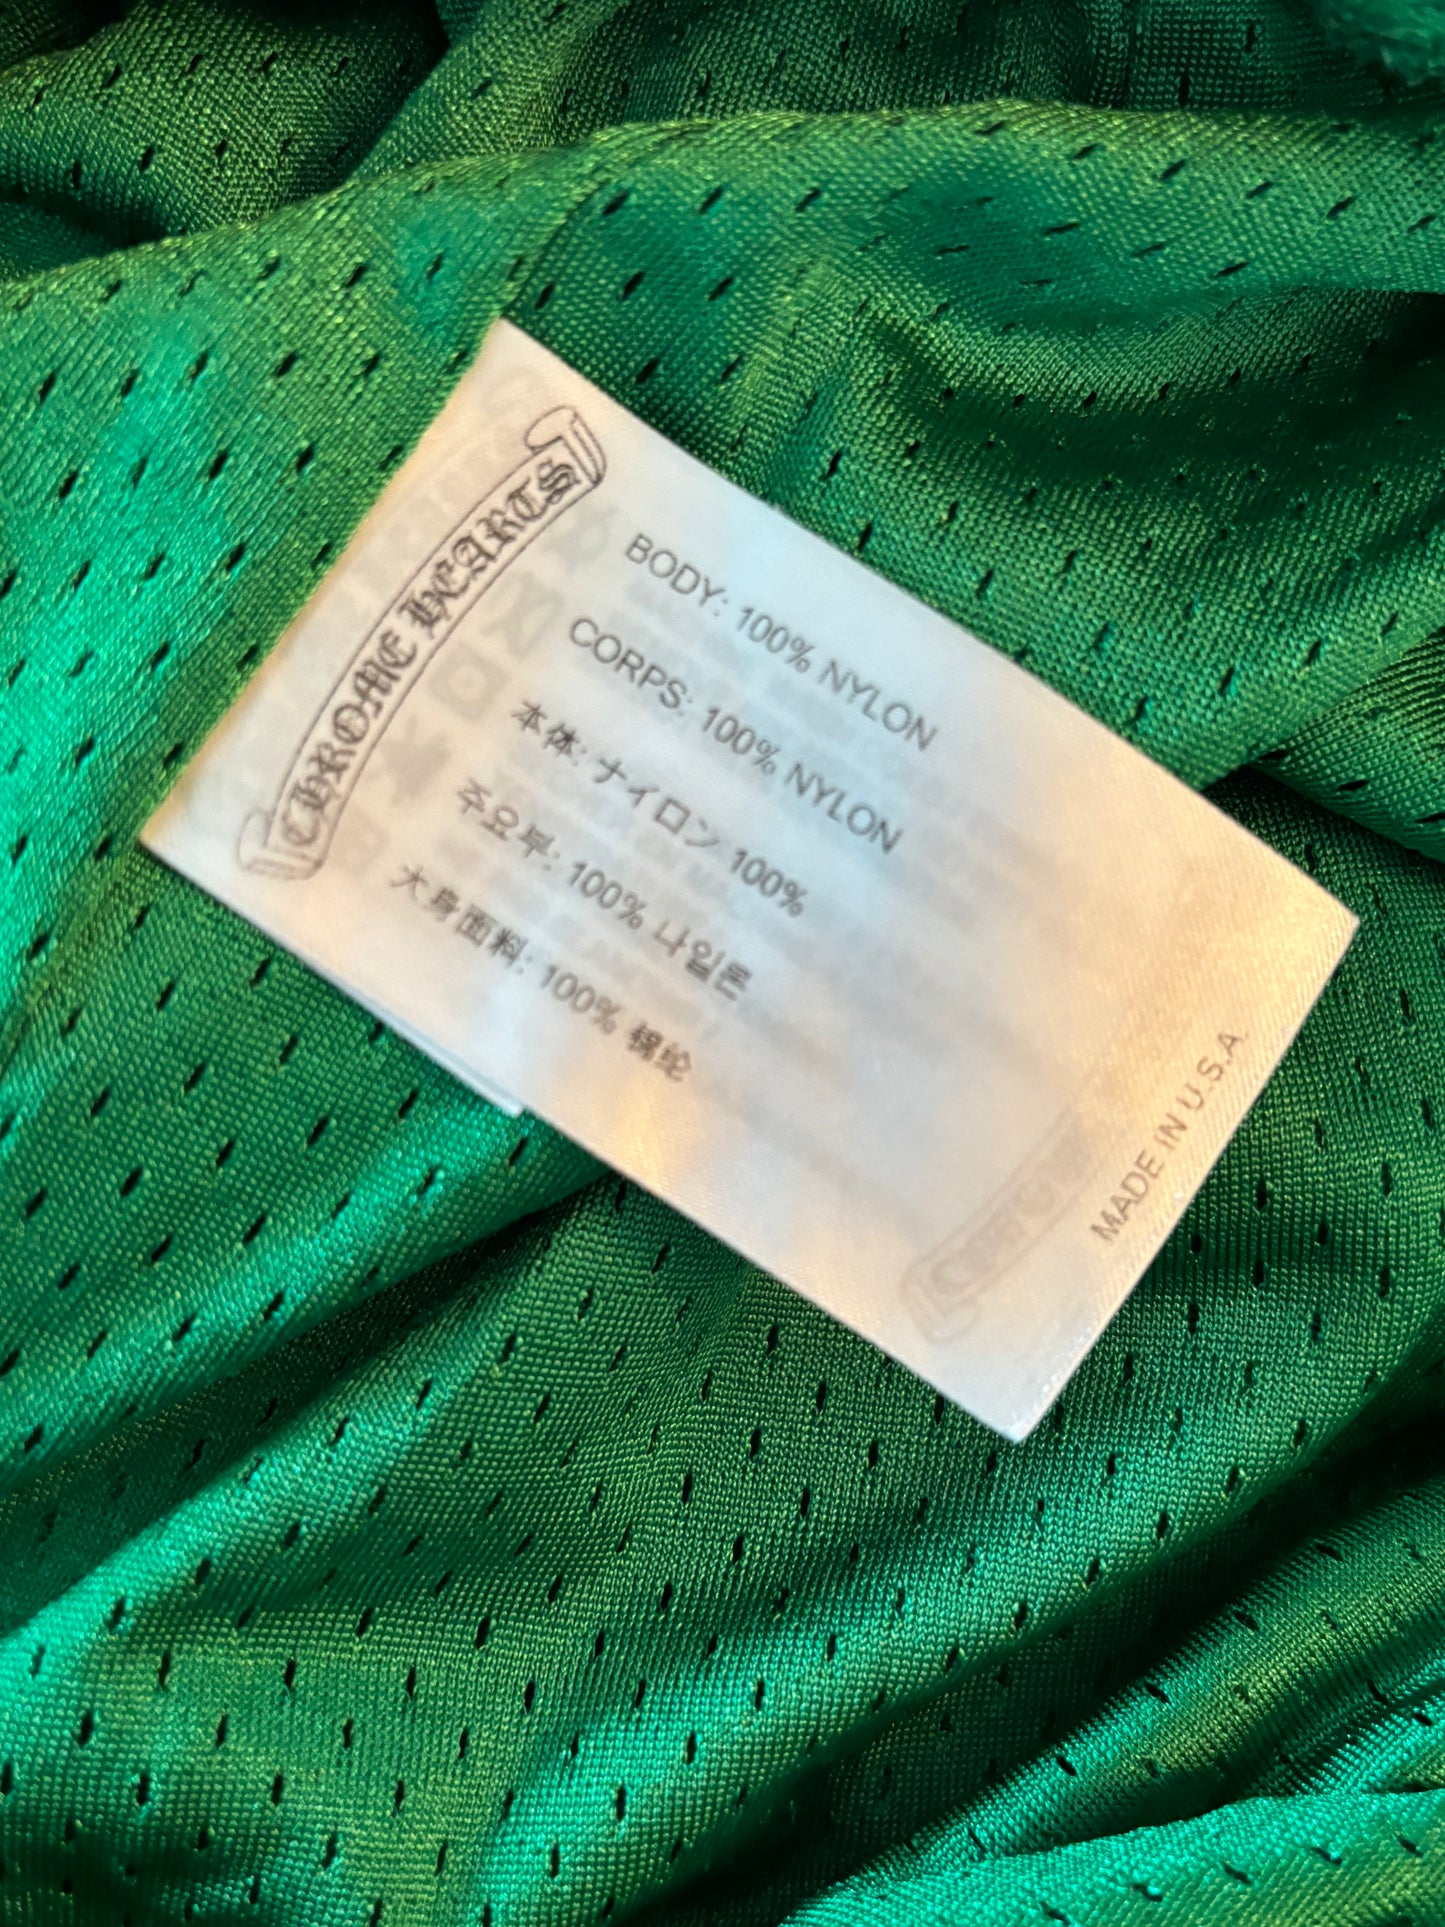 CHROME HEARTS
BODY: 100% NYLON
CORPS: 100% NYLON
本体: ナイロン 100%
주요부: 100% 나일론
大身面料: 100% 锦纶
MADE IN U.S.A.